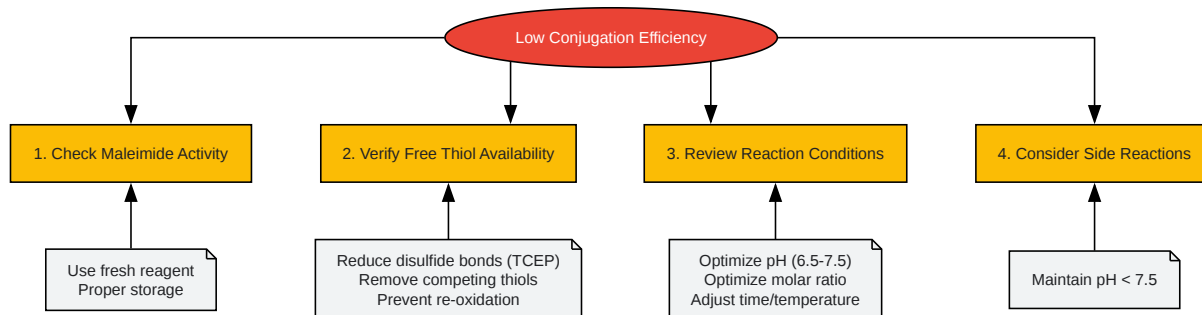 Low Conjugation Efficiency
1. Check Maleimide Activity
2. Verify Free Thiol Availability
3. Review Reaction Conditions
4. Consider Side Reactions
Use fresh reagent
Proper storage
Reduce disulfide bonds (TCEP)
Remove competing thiols
Prevent re-oxidation
Optimize pH (6.5-7.5)
Optimize molar ratio
Adjust time/temperature
Maintain pH < 7.5